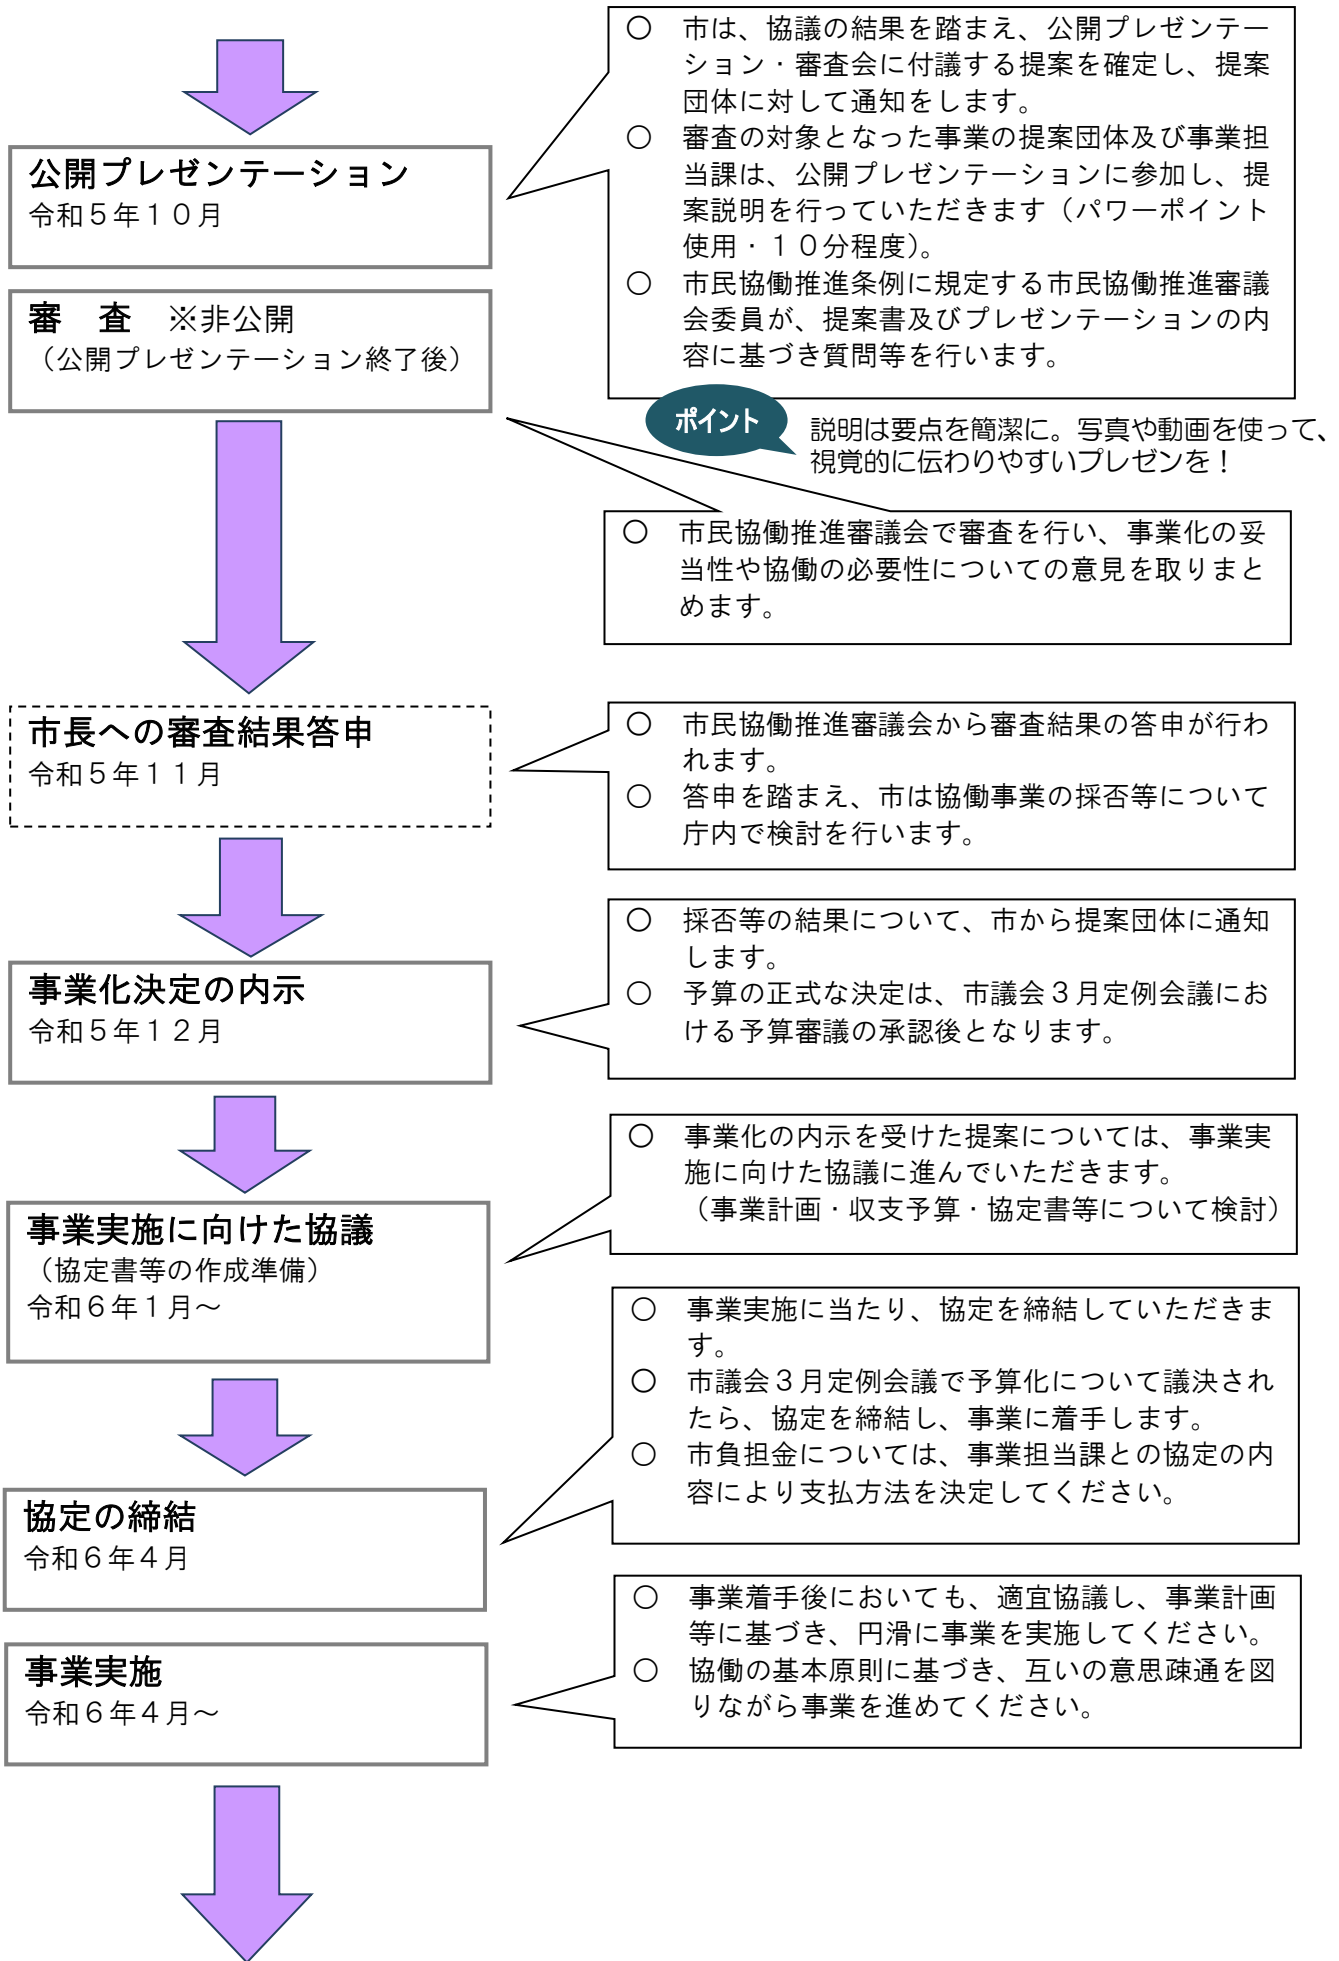 ○　市は、協議の結果を踏まえ、公開プレゼンテー
ション・審査会に付議する提案を確定し、提案
団体に対して通知をします。
○　審査の対象となった事業の提案団体及び事業担
当課は、公開プレゼンテーションに参加し、提
案説明を行っていただきます（パワーポイント
使用・１０分程度）。
○　市民協働推進条例に規定する市民協働推進審議
会委員が、提案書及びプレゼンテーションの内
容に基づき質問等を行います。
公開プレゼンテーション
令和５年１０月
審　査　※非公開
（公開プレゼンテーション終了後）
ポイント
説明は要点を簡潔に。写真や動画を使って、
視覚的に伝わりやすいプレゼンを！
○　市民協働推進審議会で審査を行い、事業化の妥
当性や協働の必要性についての意見を取りまと
めます。
市長への審査結果答申
令和５年１１月
○　市民協働推進審議会から審査結果の答申が行わ
れます。
○　答申を踏まえ、市は協働事業の採否等について
庁内で検討を行います。
事業化決定の内示
令和５年１２月
○　採否等の結果について、市から提案団体に通知
します。
○　予算の正式な決定は、市議会３月定例会議にお
ける予算審議の承認後となります。
事業実施に向けた協議
（協定書等の作成準備）
令和６年１月～
○　事業化の内示を受けた提案については、事業実
施に向けた協議に進んでいただきます。
（事業計画・収支予算・協定書等について検討）
協定の締結
令和６年４月
○　事業実施に当たり、協定を締結していただきま
す。
○　市議会３月定例会議で予算化について議決され
たら、協定を締結し、事業に着手します。
○　市負担金については、事業担当課との協定の内
容により支払方法を決定してください。
事業実施
令和６年４月～
○　事業着手後においても、適宜協議し、事業計画
等に基づき、円滑に事業を実施してください。
○　協働の基本原則に基づき、互いの意思疎通を図
りながら事業を進めてください。